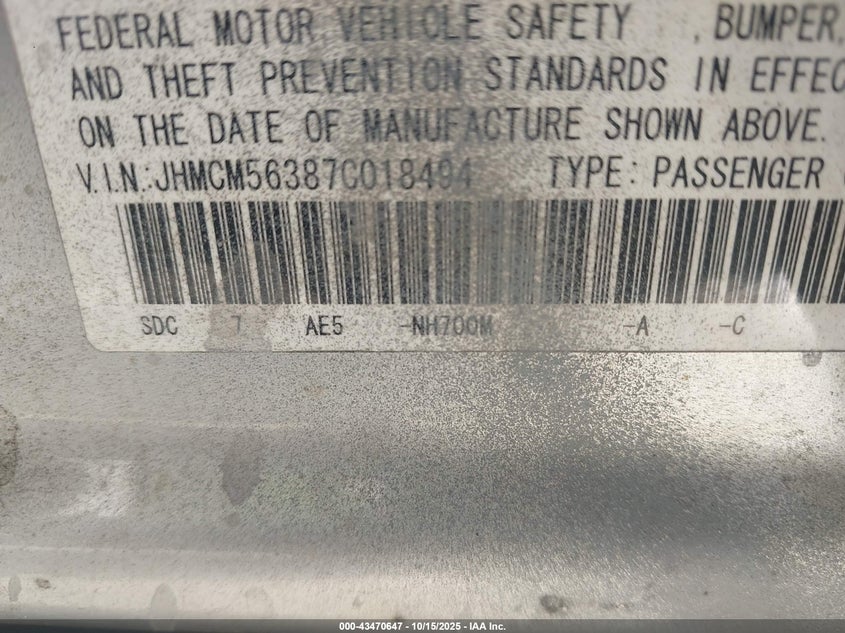 FEDERAL MOTOR VEHICLE SAFETY , BUMPER,
AND THEFT PREVENTION STANDARDS IN EFFEC
ON THE DATE OF MANUFACTURE SHOWN ABOVE.
V.I.N.:JHMCM56387C018494 TYPE: PASSENGER
SDC 7 AE5 -NH700M -A -C
000-43470647 - 10/15/2025 - IAA Inc.